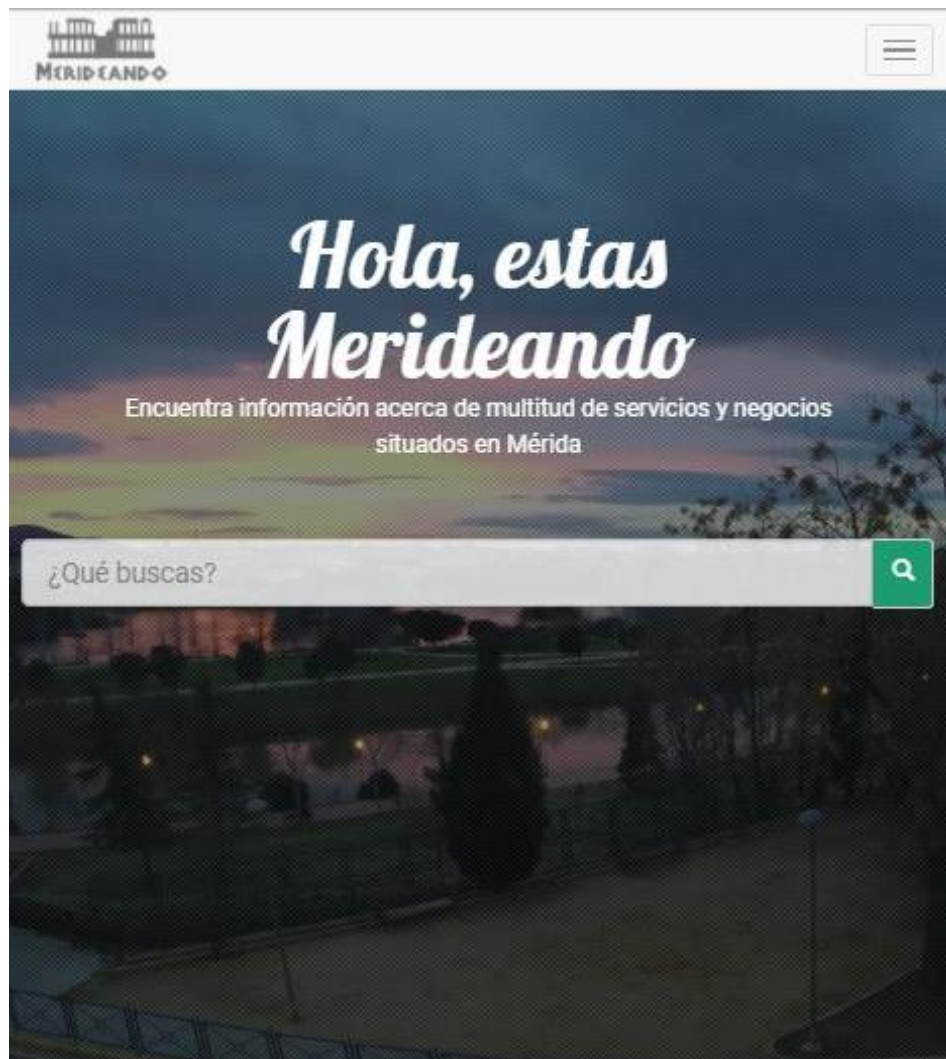 MERIDEANDO
Hola, estas
Merideando
Encuentra información acerca de multitud de servicios y negocios
situados en Mérida
¿Qué buscas?